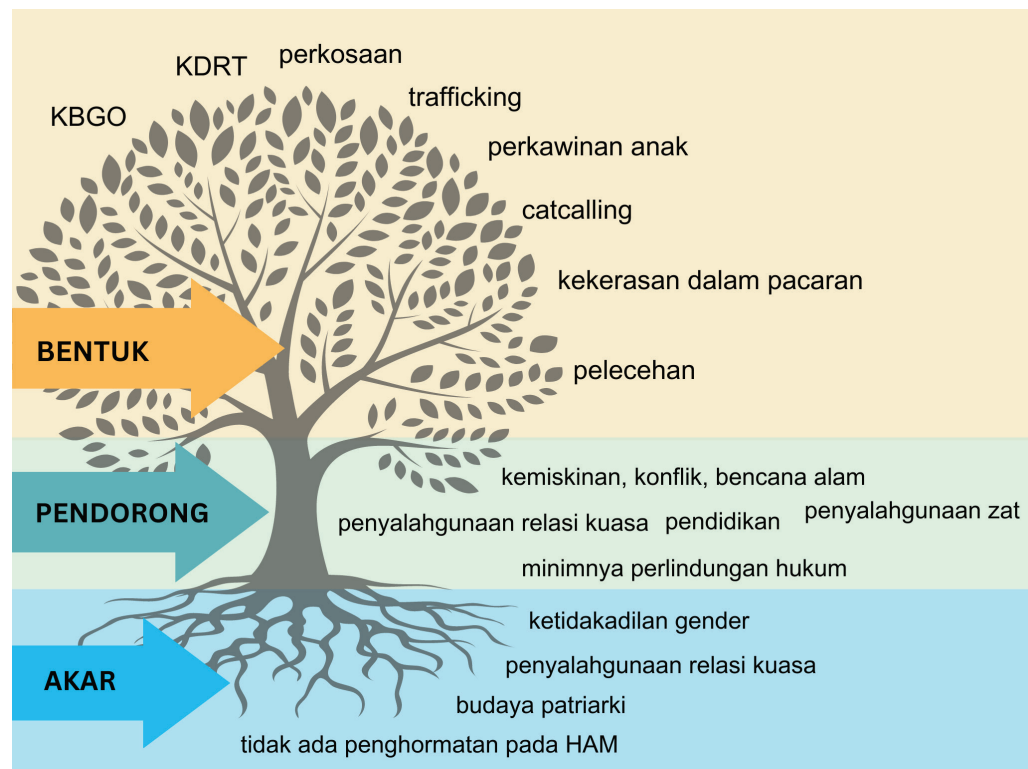 perkosaan
KDRT
trafficking
KBGO
perkawinan anak
catcalling
kekerasan dalam pacaran
BENTUK
pelecehan
kemiskinan, konflik, bencana alam
PENDORONG
penyalahgunaan relasi kuasa
pendidikan
penyalahgunaan zat
minimnya perlindungan hukum
ketidakadilan gender
penyalahgunaan relasi kuasa
AKAR
budaya patriarki
tidak ada penghormatan pada HAM